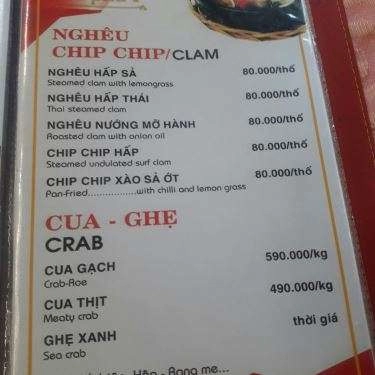 NGHÊU
CHIP CHIP/CLAM
NGHÊU HẤP SẢ 80.000/thố
Steamed clam with lemongrass
NGHÊU HẤP THÁI 80.000/thố
Thai steamed clam
NGHÊU NƯỚNG MỠ HÀNH 80.000/thố
Roasted clam with onion oil
CHIP CHIP HẤP 80.000/thố
Steamed undulated surf clam
CHIP CHIP XÀO SẢ ỚT 80.000/thố
Pan-Fried.................with chilli and lemon grass
CUA - GHẸ
CRAB
CUA GẠCH 590.000/kg
Crab-Roe
CUA THỊT 490.000/kg
Meaty crab
GHẸ XANH thời giá
Sea crab
Rang me...